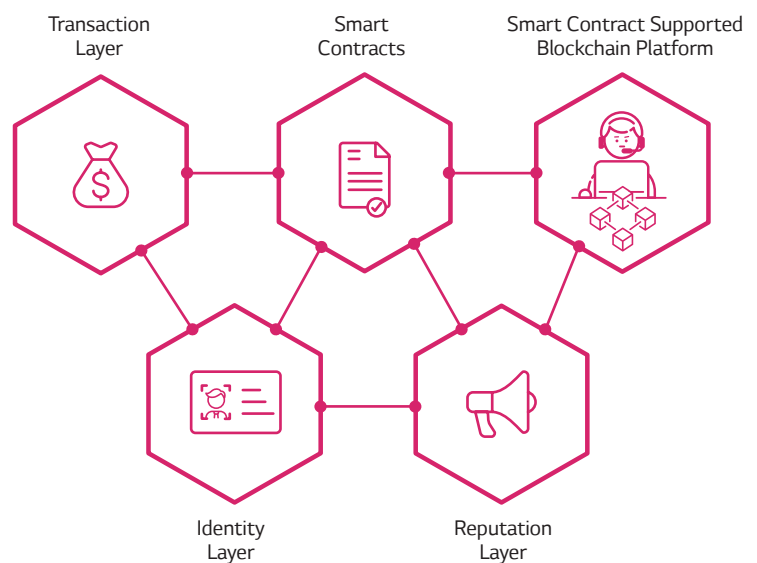 Transaction
Layer
Smart
Contracts
Smart Contract Supported
Blockchain Platform
$
Identity
Layer
Reputation
Layer